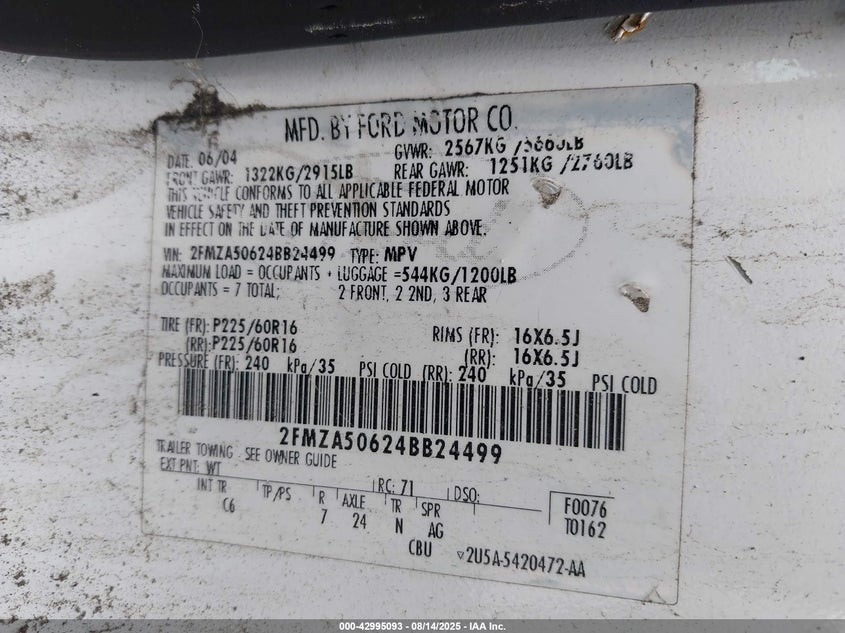 MFD. BY FORD MOTOR CO.
DATE: 06/04 GVWR: 2567KG /5660LB
FRONT GAWR: 1322KG/2915LB REAR GAWR: 1251KG /2760LB
THIS VEHICLE CONFORMS TO ALL APPLICABLE FEDERAL MOTOR
VEHICLE SAFETY AND THEFT PREVENTION STANDARDS
IN EFFECT ON THE DATE OF MANUFACTURE SHOWN ABOVE.
VIN: 2FMZA50624BB24499 TYPE: MPV
MAXIMUM LOAD = OCCUPANTS + LUGGAGE =544KG/1200LB
OCCUPANTS = 7 TOTAL; 2 FRONT, 2 2ND, 3 REAR
TIRE (FR): P225/60R16 RIMS (FR): 16X6.5J
(RR): P225/60R16 (RR): 16X6.5J
PRESSURE (FR): 240 kPa/35 PSI COLD (RR): 240 kPa/35 PSI COLD
2FMZA50624BB24499
TRAILER TOWING SEE OWNER GUIDE
EXT PNT: WT RC: 71 DSO:
INT TR TP/PS R AXLE TR SPR F0076
C6 7 24 N AG T0162
CBU ▽2U5A-5420472-AA
000-42995093 - 08/14/2025 - IAA Inc.